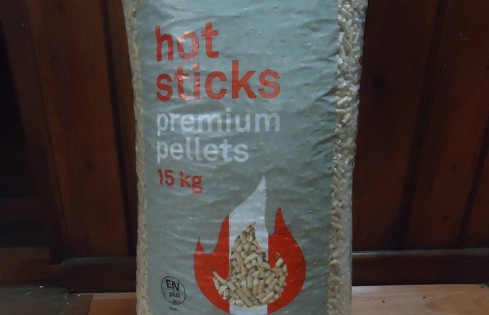 hot
sticks
premium
pellets
15 kg
EN
plus